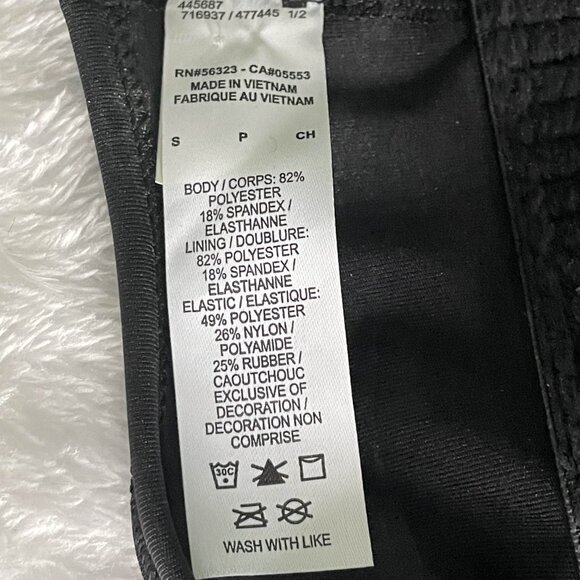 445687
716937 / 477445 1/2
RN#56323 - CA#05553
MADE IN VIETNAM
FABRIQUE AU VIETNAM
S P CH
BODY / CORPS: 82%
POLYESTER
18% SPANDEX /
ELASTHANNE
LINING / DOUBLURE:
82% POLYESTER
18% SPANDEX /
ELASTHANNE
ELASTIC / ELASTIQUE:
49% POLYESTER
26% NYLON /
POLYAMIDE
25% RUBBER /
CAOUTCHOUC
EXCLUSIVE OF
DECORATION /
DECORATION NON
COMPRISE
30C
WASH WITH LIKE